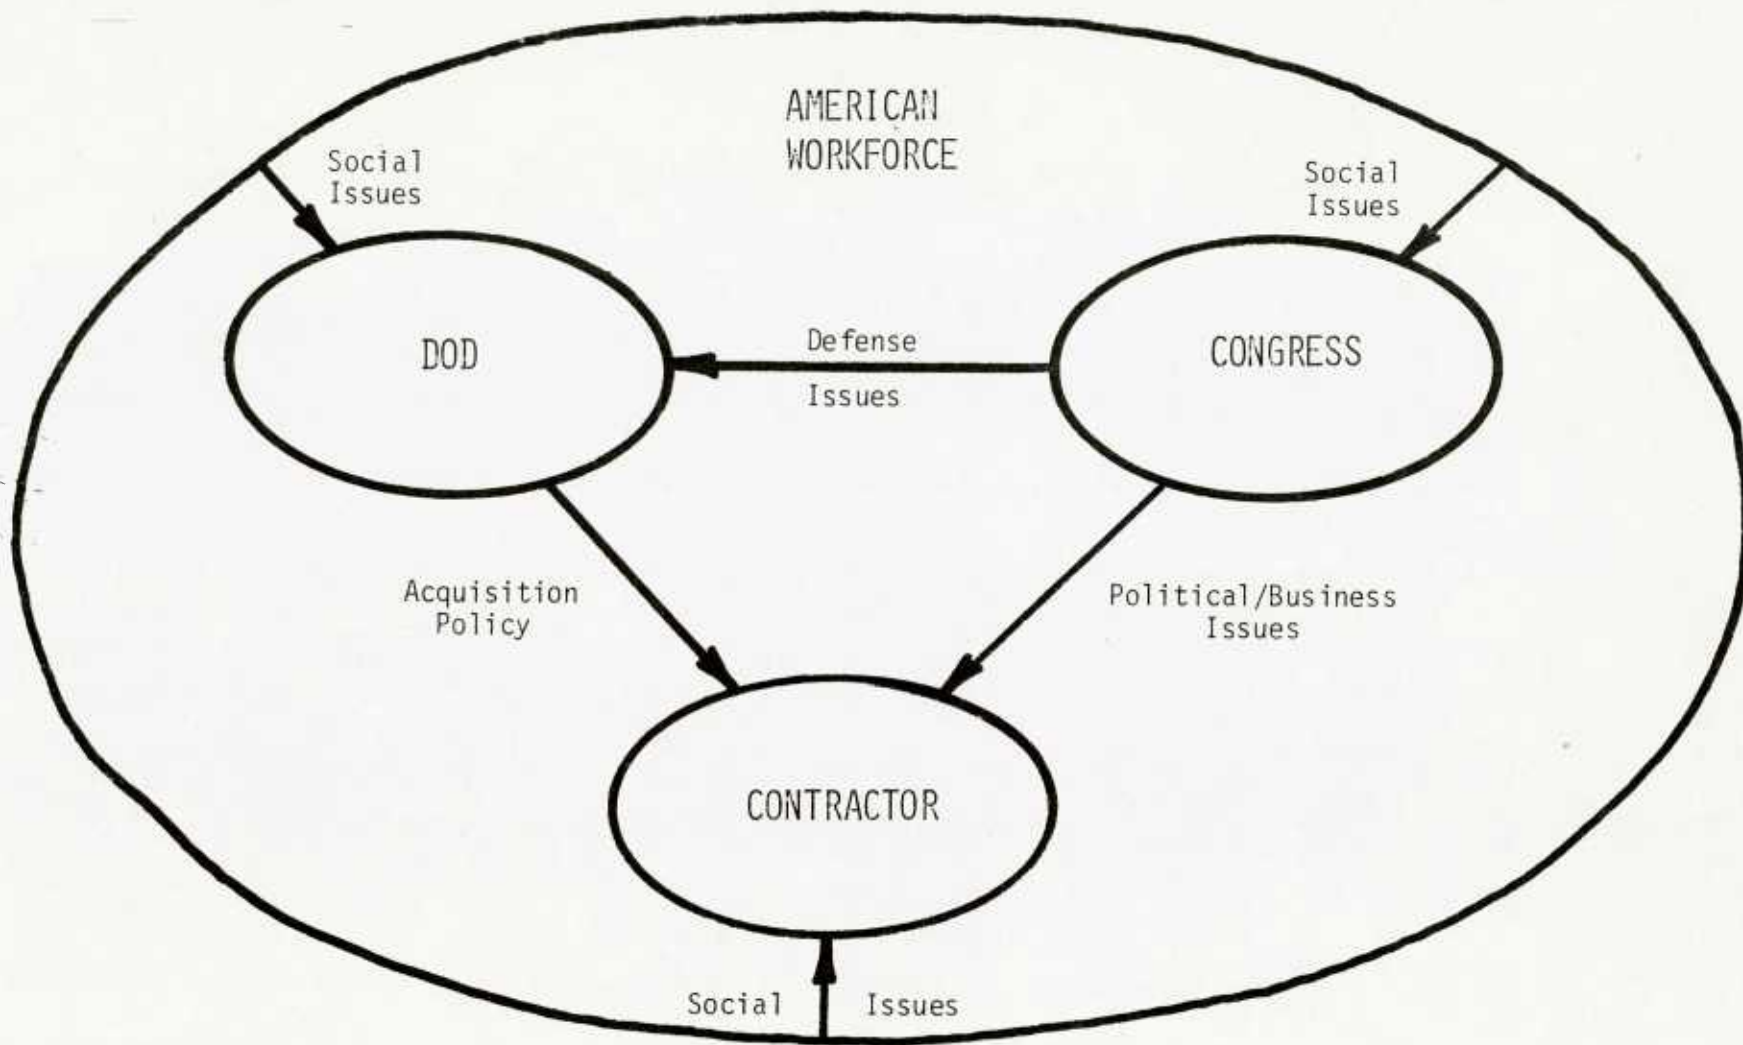 AMERICAN
WORKFORCE
Social
Issues
Social
Issues
DOD
Defense
Issues
CONGRESS
Acquisition
Policy
Political/Business
Issues
CONTRACTOR
Social Issues